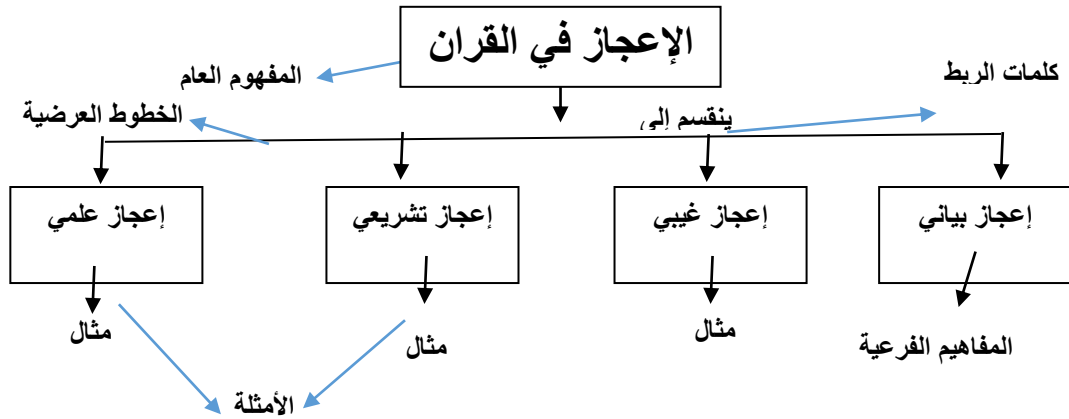 الإعجاز في القران
كلمات الربط
المفهوم العام
الخطوط العرضية
ينقسم إلى
إعجاز بياني
إعجاز غيبي
إعجاز تشريعي
إعجاز علمي
المفاهيم الفرعية
مثال
مثال
مثال
الأمثلة